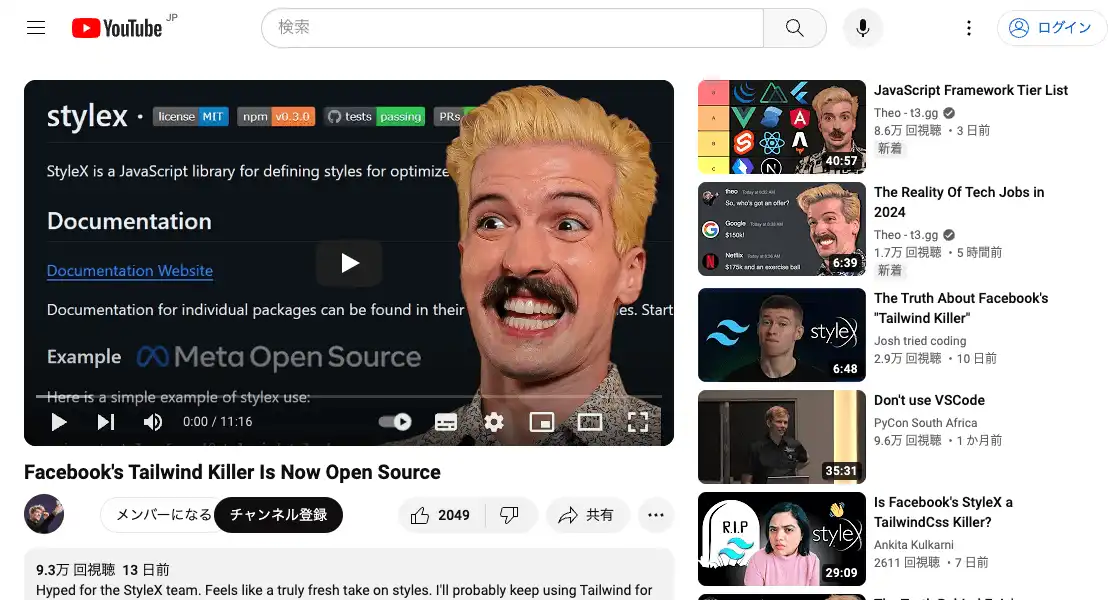 YouTube JP
検索
ログイン
stylex · license MIT npm v0.3.0 tests passing PRs
StyleX is a JavaScript library for defining styles for optimize
Documentation
Documentation Website
Documentation for individual packages can be found in their
es. Start
Example
Meta Open Source
Here is a simple example of stylex use:
0:00 / 11:16
Facebook's Tailwind Killer Is Now Open Source
メンバーになる
チャンネル登録
2049
共有
9.3万 回視聴 13 日前
Hyped for the StyleX team. Feels like a truly fresh take on styles. I'll probably keep using Tailwind for
40:57
JavaScript Framework Tier List
Theo - t3.gg
8.6万 回視聴 ・3 日前
新着
theo Today at 6:32 AM
So, who's got an offer?
Google
$150k!
Netflix
$175k and an exercise ball
6:39
The Reality Of Tech Jobs in
2024
Theo - t3.gg
1.7万 回視聴 ・5 時間前
新着
stylex
6:48
The Truth About Facebook's
"Tailwind Killer"
Josh tried coding
2.9万 回視聴 ・10 日前
35:31
Don't use VSCode
PyCon South Africa
9.6万 回視聴 ・1 か月前
R.I.P
stylex
29:09
Is Facebook's StyleX a
TailwindCss Killer?
Ankita Kulkarni
2611 回視聴 ・7 日前